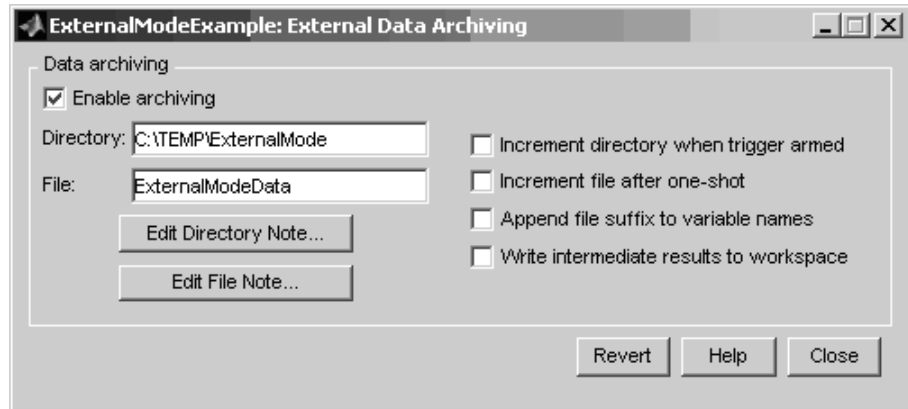 ExternalModeExample: External Data Archiving
Data archiving
Enable archiving
Directory: C:\TEMP\ExternalMode
File: ExternalModeData
Edit Directory Note...
Edit File Note...
Increment directory when trigger armed
Increment file after one-shot
Append file suffix to variable names
Write intermediate results to workspace
Revert Help Close